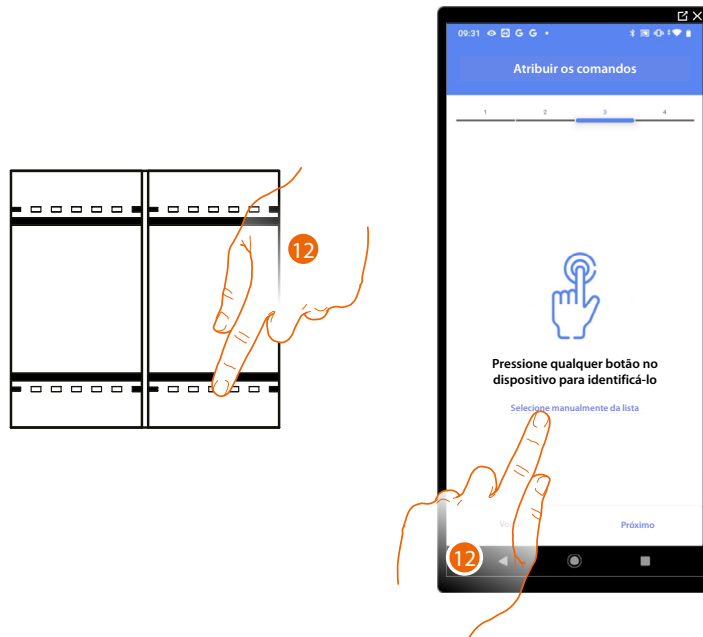 09:31 G G
Atribuir os comandos
1 2 3 4
12
Pressione qualquer botão no
dispositivo para identificá-lo
Selecione manualmente da lista
Próximo
12